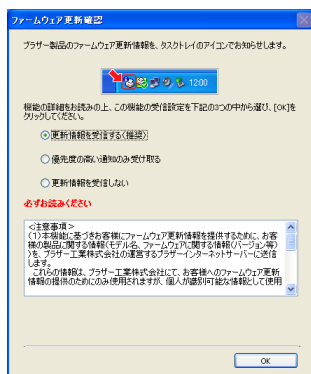 ファームウェア更新確認
ブラザー製品のファームウェア更新情報を、タスクトレイのアイコンでお知らせします。
12:00
機能の詳細をお読みの上、この機能の受信設定を下記の3つの中から選び、[OK]を
クリックしてください。
更新情報を受信する(推奨)
優先度の高い通知のみ受け取る
更新情報を受信しない
必ずお読みください
<注意事項>
(1)本機能に基づきお客様にファームウェア更新情報を提供するために、お客
様の製品に関する情報(モデル名、ファームウェアに関する情報(バージョン等)
)を、ブラザー工業株式会社の運営するブラザーインターネットサーバーに送信
します。
これらの情報は、ブラザー工業株式会社にて、お客様へのファームウェア更新
情報の提供のためにのみ使用されますが、個人が識別可能な情報として使用
OK